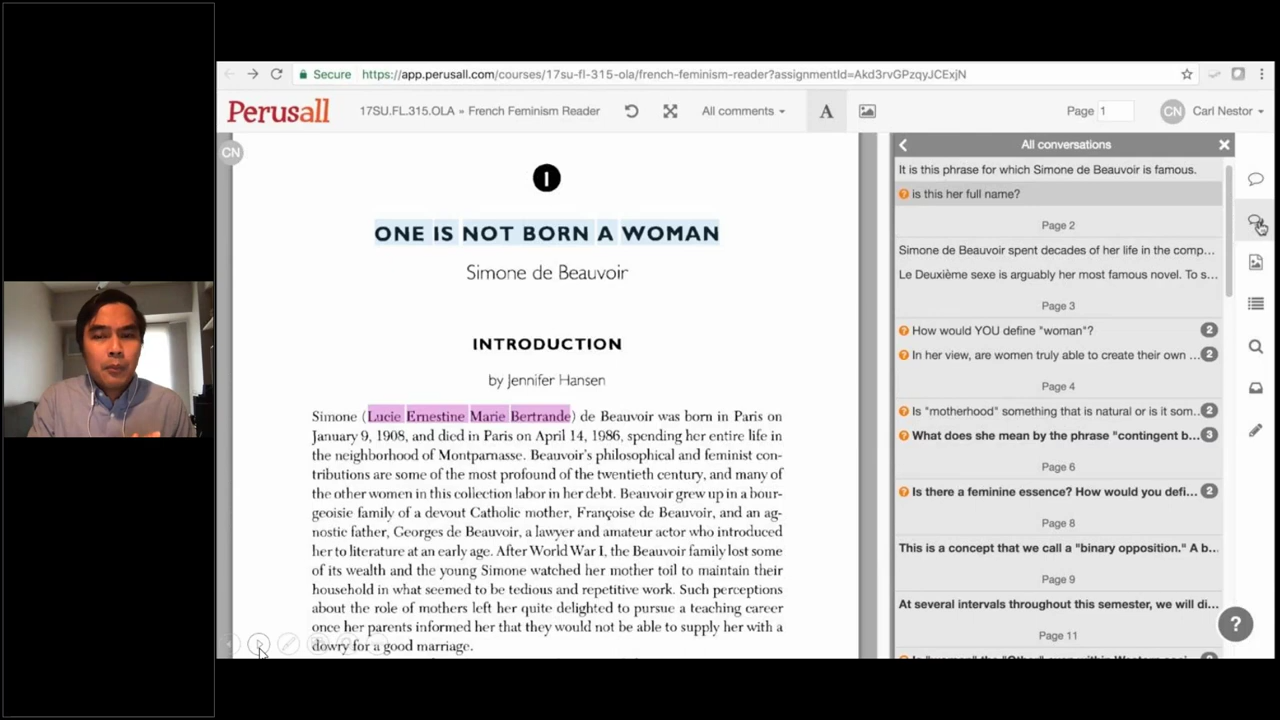 Secure https://app.perusall.com/courses/17su-fl-315-ola/french-feminism-reader?assignmentId=Akd3rvGPzqyJCExjN
Perusall 17SU.FL.315.OLA » French Feminism Reader All comments A Page 1 CN Carl Nestor
CN
I
ONE IS NOT BORN A WOMAN
Simone de Beauvoir
INTRODUCTION
by Jennifer Hansen
Simone (Lucie Ernestine Marie Bertrande) de Beauvoir was born in Paris on
January 9, 1908, and died in Paris on April 14, 1986, spending her entire life in
the neighborhood of Montparnasse. Beauvoir's philosophical and feminist con-
tributions are some of the most profound of the twentieth century, and many of
the other women in this collection labor in her debt. Beauvoir grew up in a bour-
geoisie family of a devout Catholic mother, Françoise de Beauvoir, and an ag-
nostic father, Georges de Beauvoir, a lawyer and amateur actor who introduced
her to literature at an early age. After World War I, the Beauvoir family lost some
of its wealth and the young Simone watched her mother toil to maintain their
household in what seemed to be tedious and repetitive work. Such perceptions
about the role of mothers left her quite delighted to pursue a teaching career
once her parents informed her that they would not be able to supply her with a
dowry for a good marriage.
All conversations
It is this phrase for which Simone de Beauvoir is famous.
? is this her full name?
Page 2
Simone de Beauvoir spent decades of her life in the comp...
Le Deuxième sexe is arguably her most famous novel. To s...
Page 3
? How would YOU define "woman"? 2
? In her view, are women truly able to create their own ... 2
Page 4
? Is "motherhood" something that is natural or is it som... 2
? What does she mean by the phrase "contingent b... 3
Page 6
? Is there a feminine essence? How would you defi... 2
Page 8
This is a concept that we call a "binary opposition." A b...
Page 9
At several intervals throughout this semester, we will di...
Page 11
?